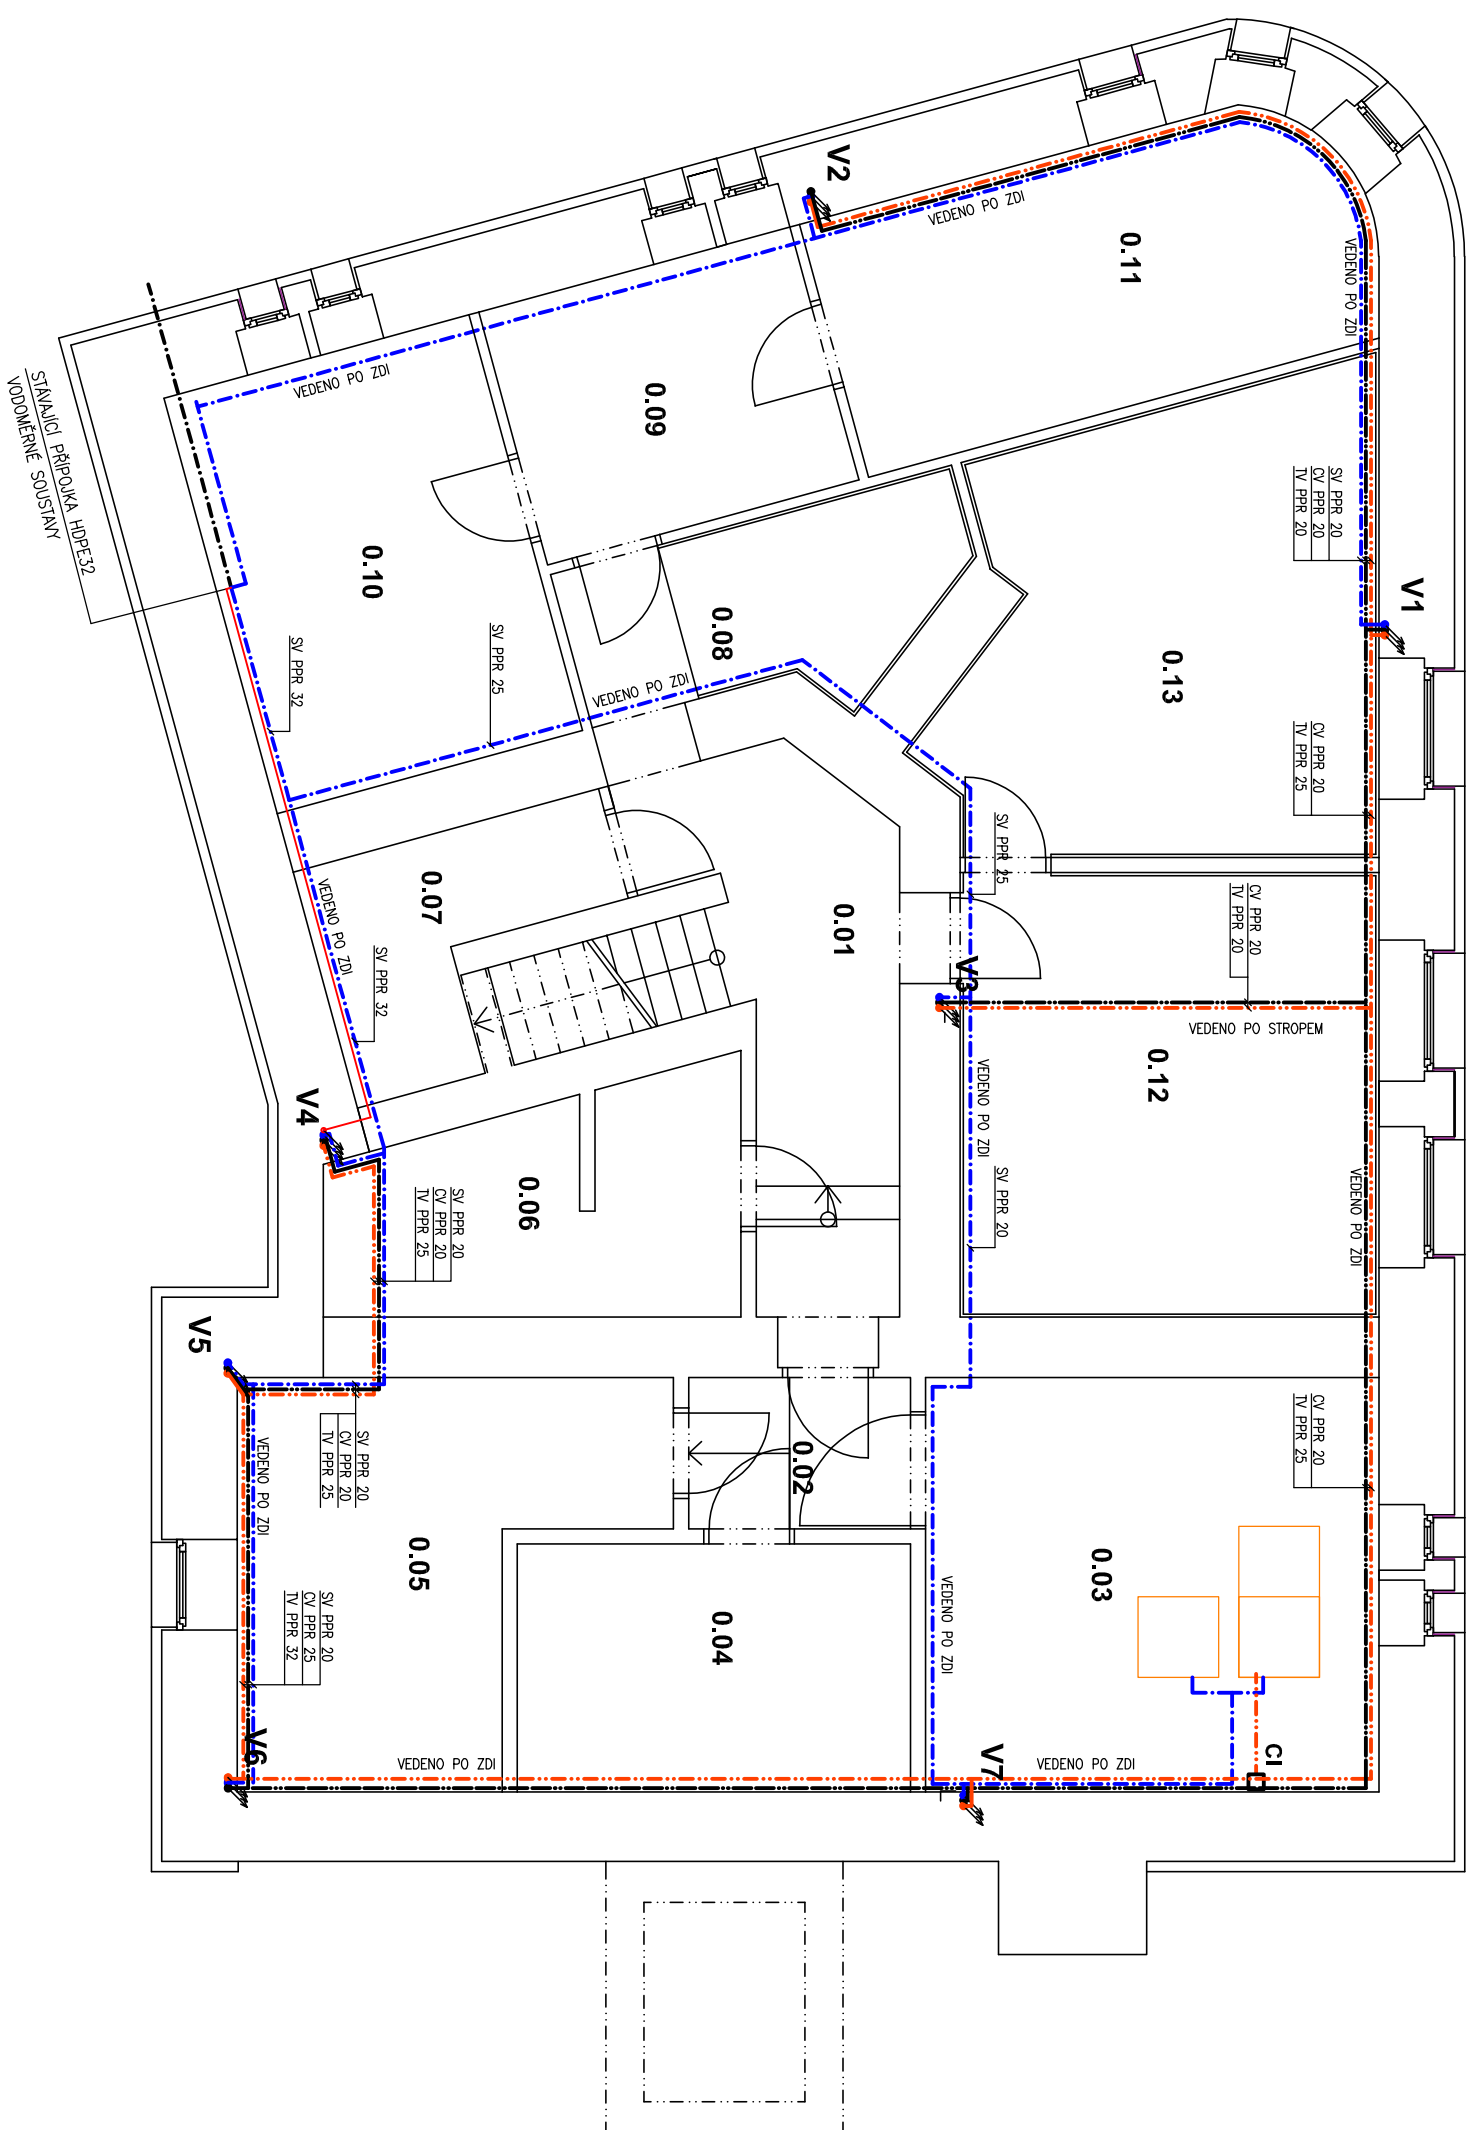 V1
V2
0.11
VEDENO PO ZDI
VEDENO PO ZDI
SV PPR 20
CV PPR 20
TV PPR 20
0.13
CV PPR 20
TV PPR 25
0.09
VEDENO PO ZDI
0.10
0.08
SV PPR 25
VEDENO PO ZDI
SV PPR 32
STÁVAJÍCÍ PŘÍPOJKA HDPE32
VODOMĚRNÉ SOUSTAVY
SV PPR 25
CV PPR 20
TV PPR 20
0.01
0.07
VEDENO PO ZDI
SV PPR 32
V3
VEDENO PO STROPEM
0.12
VEDENO PO ZDI
VEDENO PO ZDI
SV PPR 20
V4
0.06
SV PPR 20
CV PPR 20
TV PPR 25
V5
CV PPR 20
TV PPR 25
0.02
SV PPR 20
CV PPR 20
TV PPR 25
VEDENO PO ZDI
0.05
0.03
VEDENO PO ZDI
0.04
SV PPR 20
CV PPR 25
TV PPR 32
V6
VEDENO PO ZDI
V7
VEDENO PO ZDI
CI